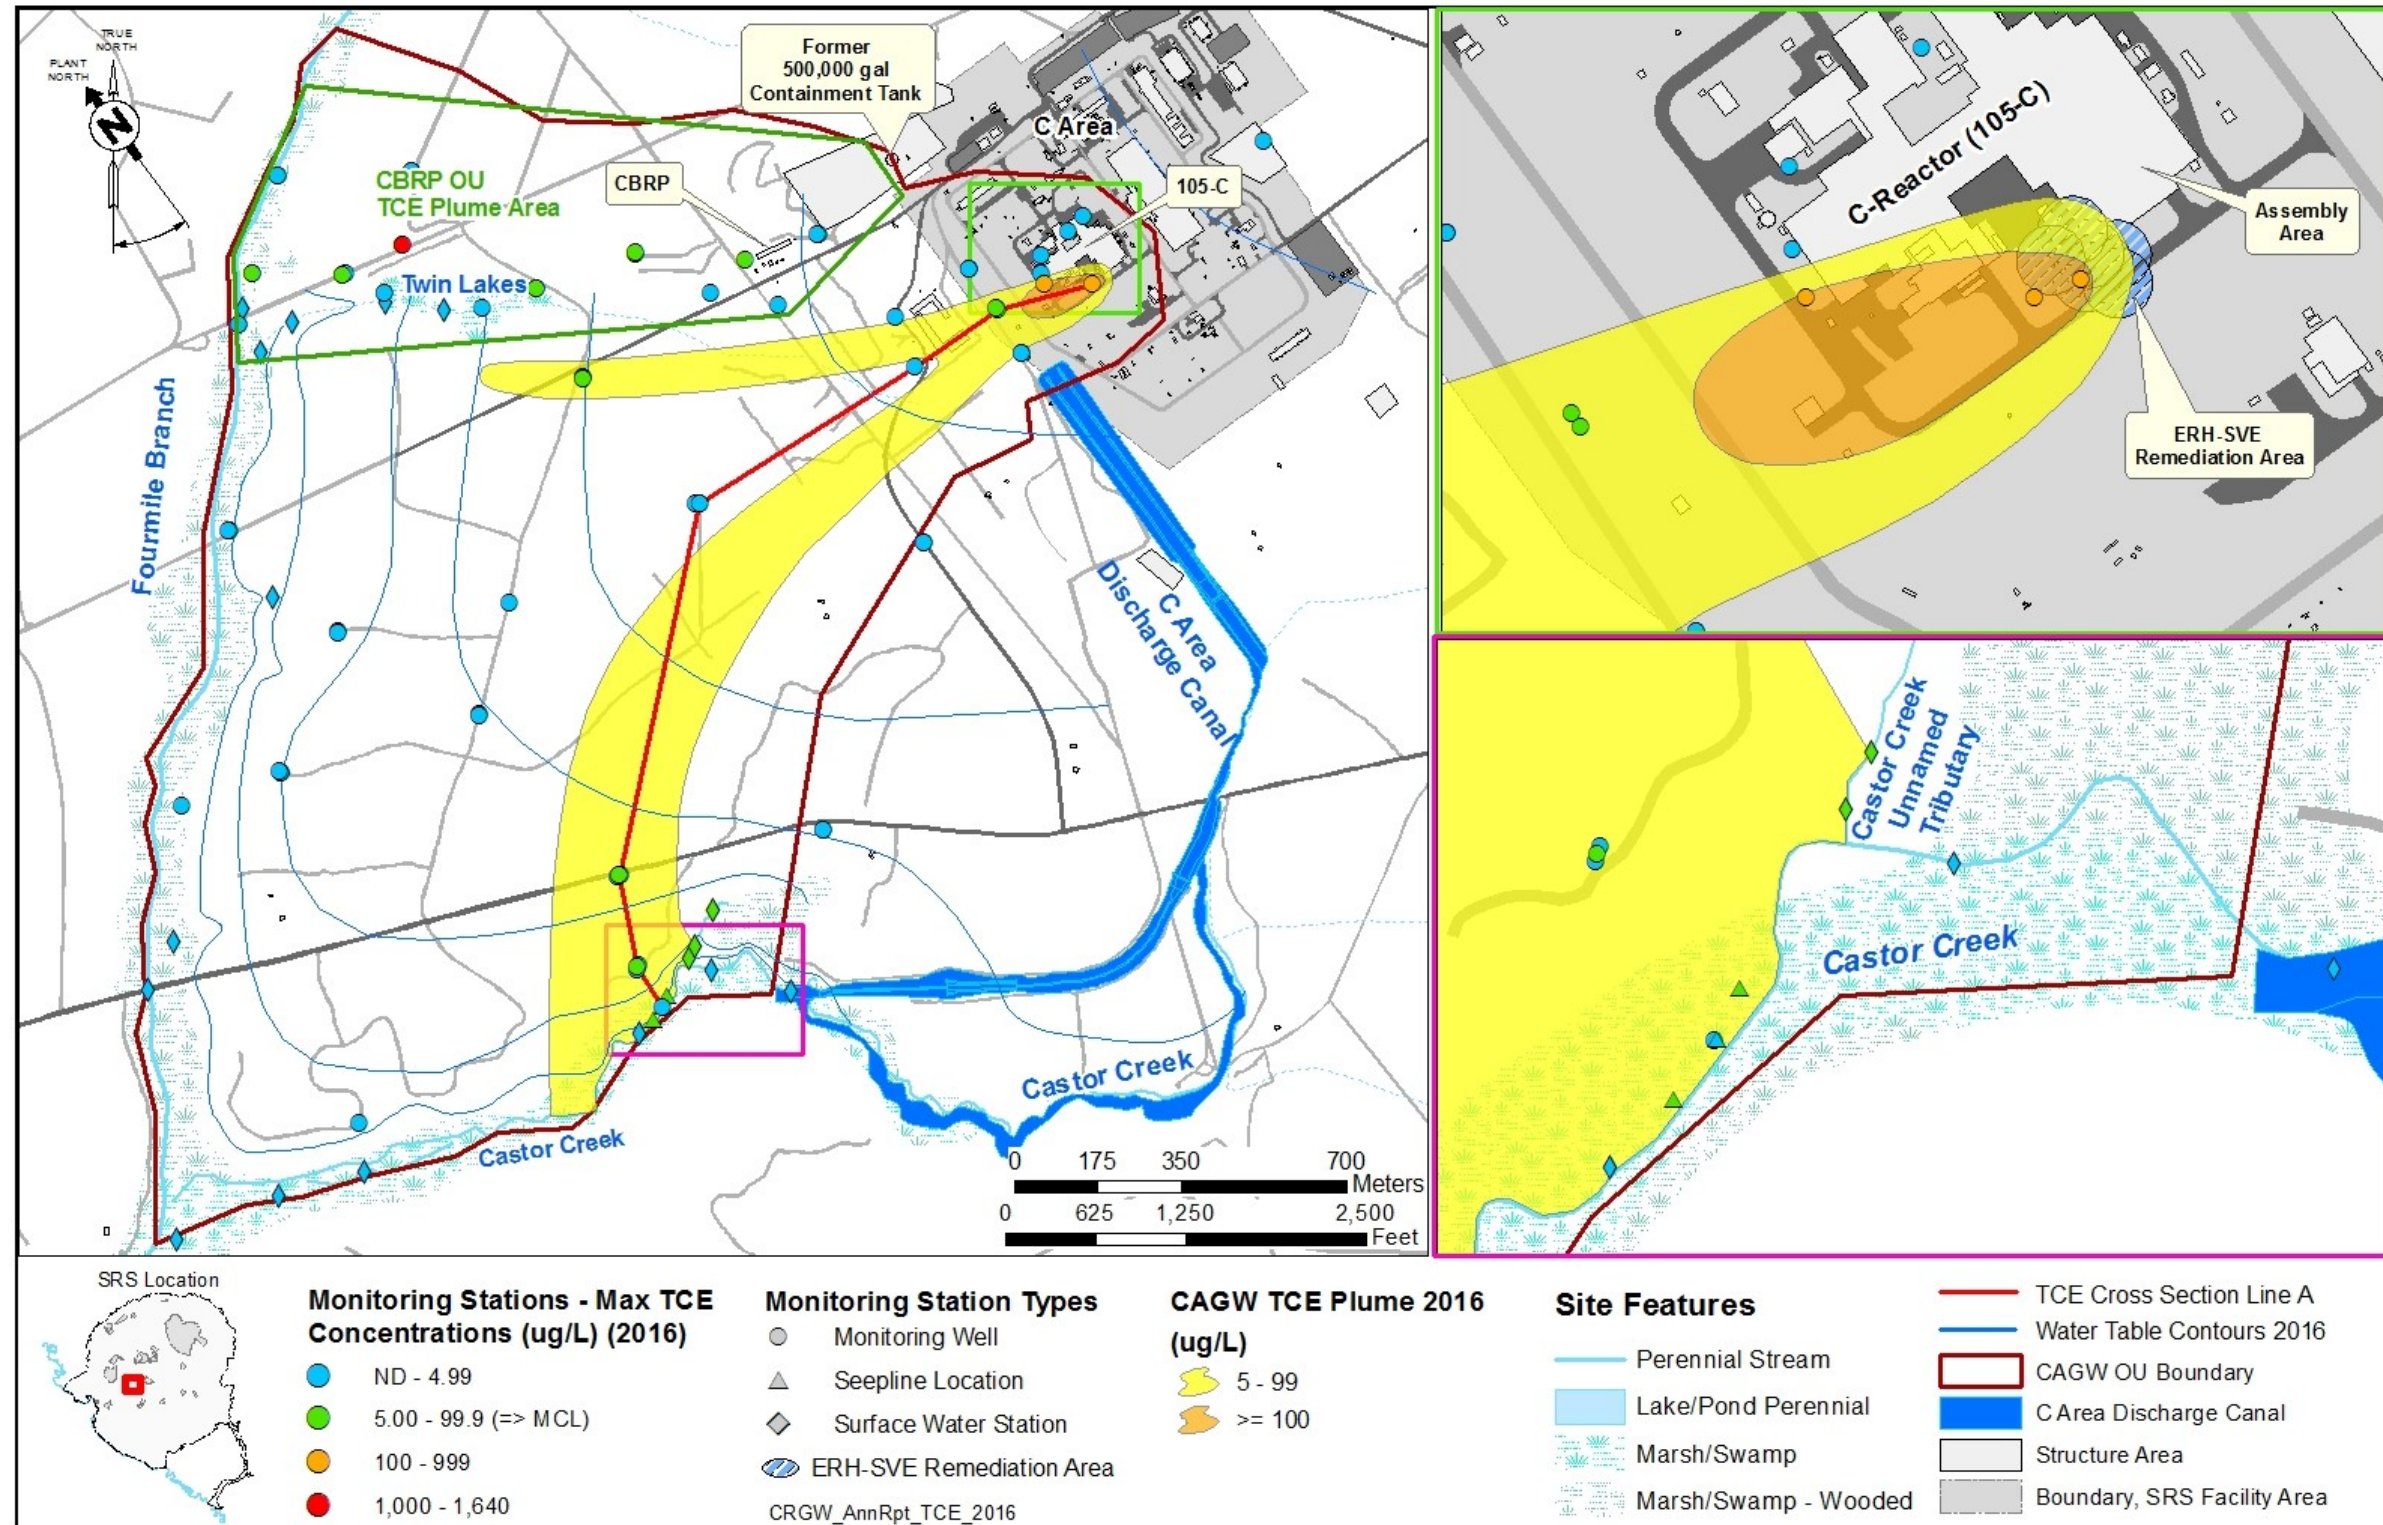 TRUE
NORTH
PLANT
NORTH
N
Former
500,000 gal
Containment Tank
C Area
CBRP
105-C
CBRP OU
TCE Plume Area
Twin Lakes
Fourmile Branch
C Area
Discharge Canal
Castor Creek
Castor Creek
0 175 350 700
Meters
0 625 1,250 2,500
Feet
C-Reactor (105-C)
Assembly
Area
ERH-SVE
Remediation Area
Castor Creek
Unnamed
Tributary
Castor Creek
SRS Location
Monitoring Stations - Max TCE
Concentrations (ug/L) (2016)
ND - 4.99
5.00 - 99.9 (=> MCL)
100 - 999
1,000 - 1,640
Monitoring Station Types
Monitoring Well
Seepline Location
Surface Water Station
ERH-SVE Remediation Area
CRGW_AnnRpt_TCE_2016
CAGW TCE Plume 2016
(ug/L)
5 - 99
>= 100
Site Features
Perennial Stream
Lake/Pond Perennial
Marsh/Swamp
Marsh/Swamp - Wooded
TCE Cross Section Line A
Water Table Contours 2016
CAGW OU Boundary
C Area Discharge Canal
Structure Area
Boundary, SRS Facility Area